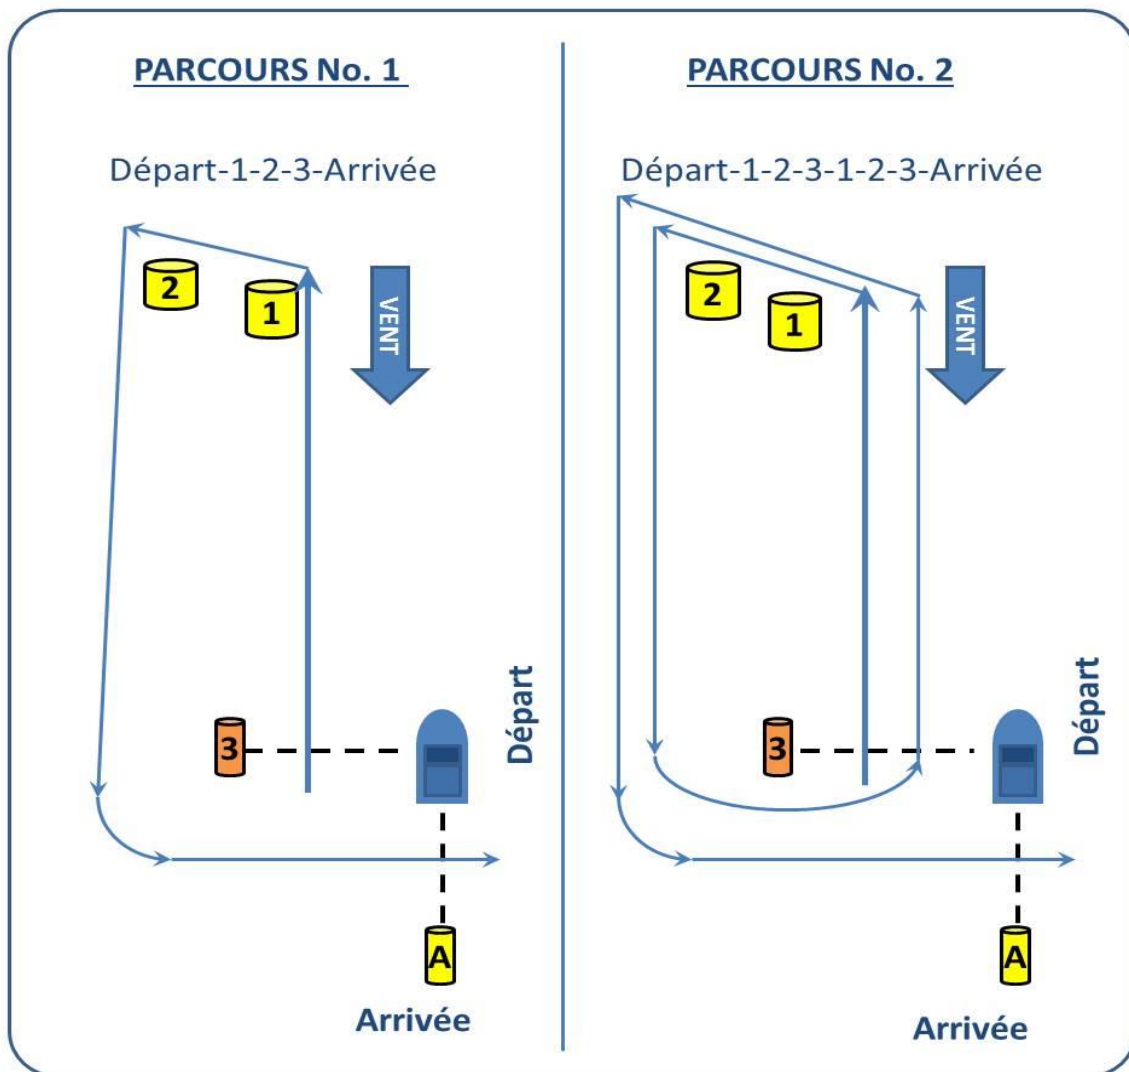 PARCOURS No. 1
Départ-1-2-3-Arrivée
2
1
VENT
3
Départ
A
Arrivée
PARCOURS No. 2
Départ-1-2-3-1-2-3-Arrivée
2
1
VENT
3
Départ
A
Arrivée